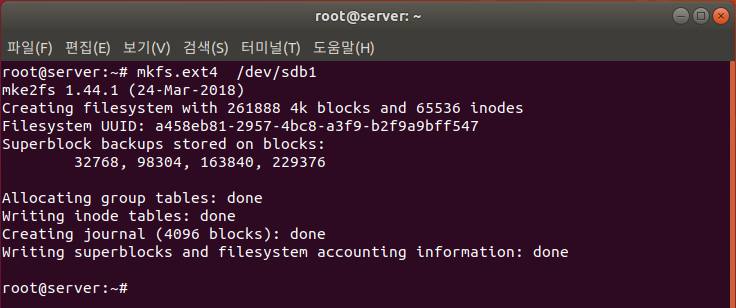 root@server: ~
파일(F) 편집(E) 보기(V) 검색(S) 터미널(T) 도움말(H)
root@server:~# mkfs.ext4  /dev/sdb1
mke2fs 1.44.1 (24-Mar-2018)
Creating filesystem with 261888 4k blocks and 65536 inodes
Filesystem UUID: a458eb81-2957-4bc8-a3f9-b2f9a9bff547
Superblock backups stored on blocks:
        32768, 98304, 163840, 229376

Allocating group tables: done
Writing inode tables: done
Creating journal (4096 blocks): done
Writing superblocks and filesystem accounting information: done

root@server:~#